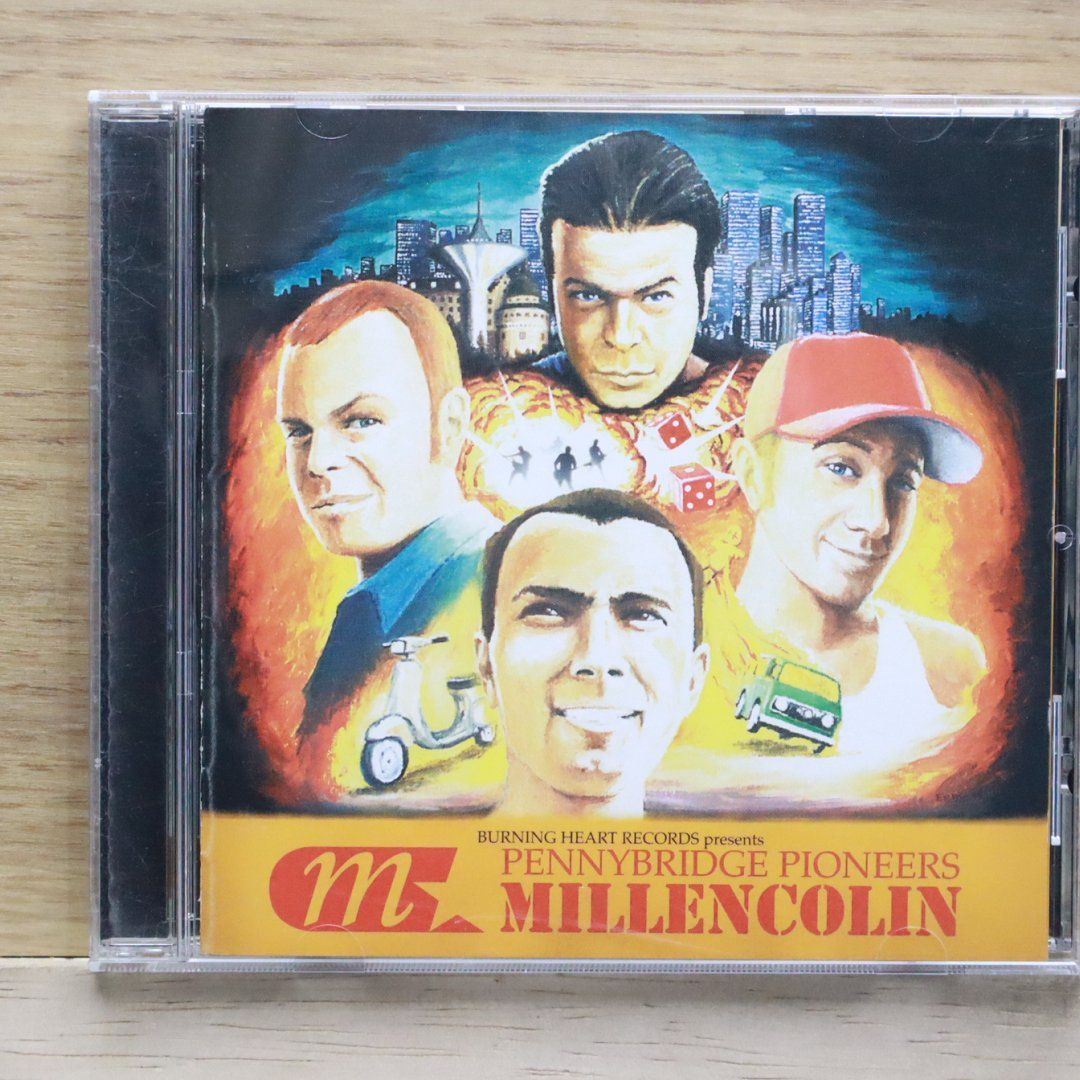 BURNING HEART RECORDS presents
PENNYBRIDGE PIONEERS
m
MILLENCOLIN